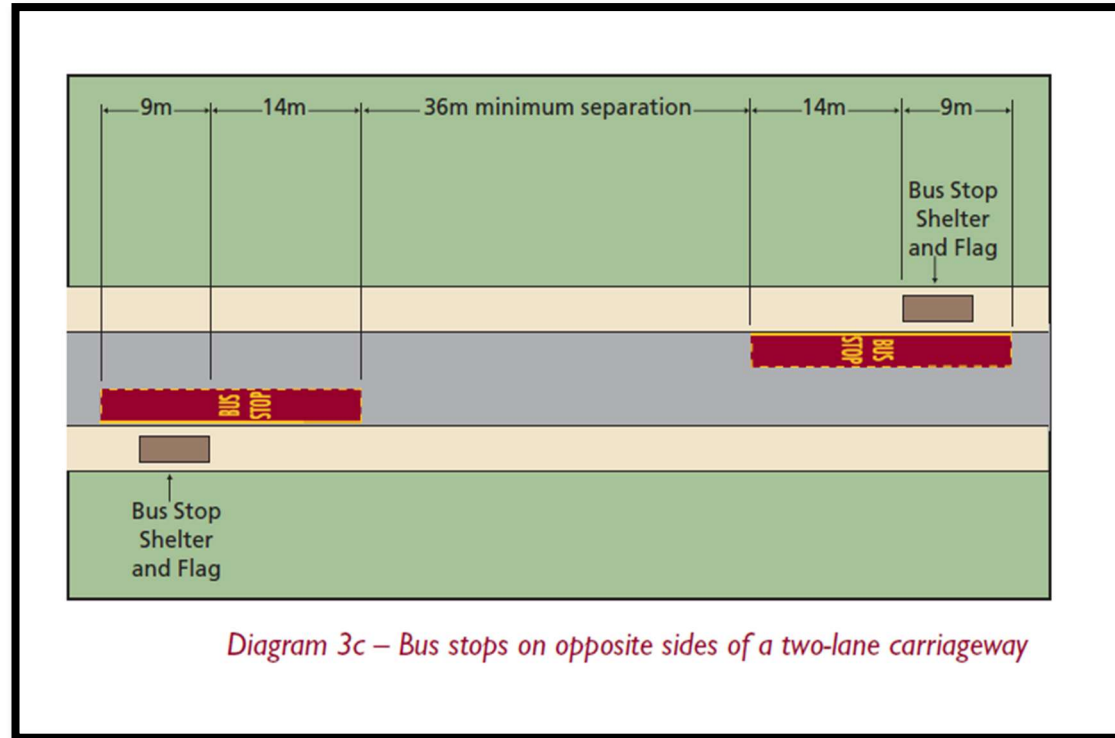 9m 14m 36m minimum separation 14m 9m
Bus Stop
Shelter
and Flag
BUS
STOP
BUS
STOP
Bus Stop
Shelter
and Flag
Diagram 3c – Bus stops on opposite sides of a two-lane carriageway